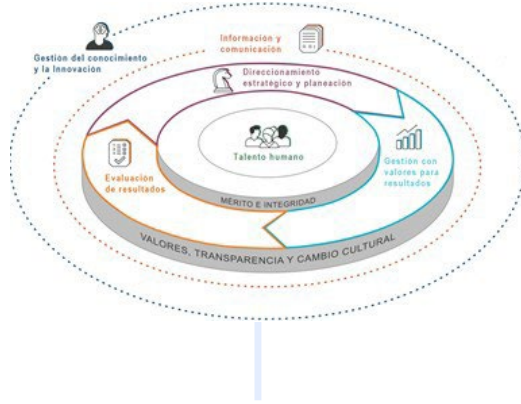 Gestión del conocimiento
y la Innovación
Información y
comunicación
Direccionamiento
estratégico y planeación
Talento humano
Gestión con
valores para
resultados
Evaluación
de resultados
MÉRITO E INTEGRIDAD
VALORES, TRANSPARENCIA Y CAMBIO CULTURAL